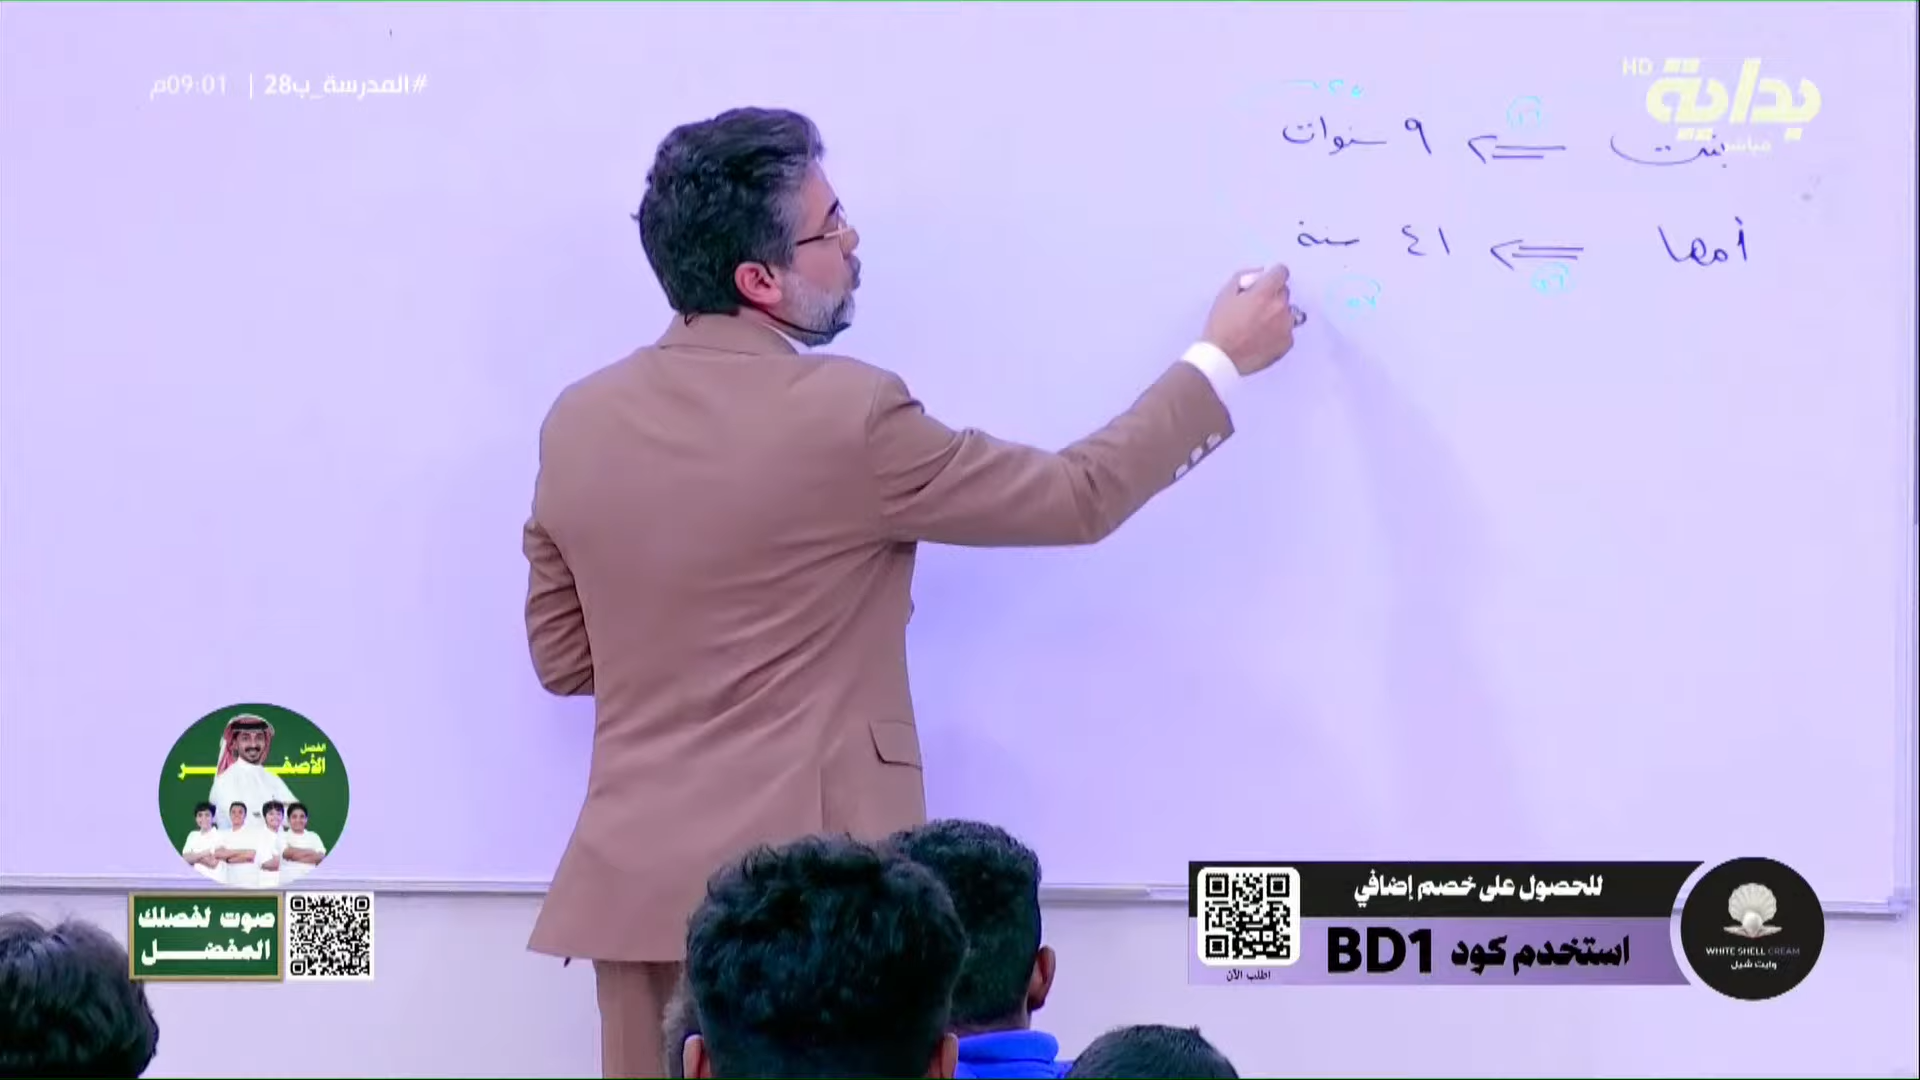 #المدرسة_ب28 | 09:01م
HD
بداية
مباشر
بنت ⇐ ٩ سنوات
أمها ⇐ ٤١ سنة
الفصل
الأصفر
صوت لفصلك
المفضل
للحصول على خصم إضافي
استخدم كود BD1
اطلب الآن
WHITE SHELL CREAM
وايت شيل